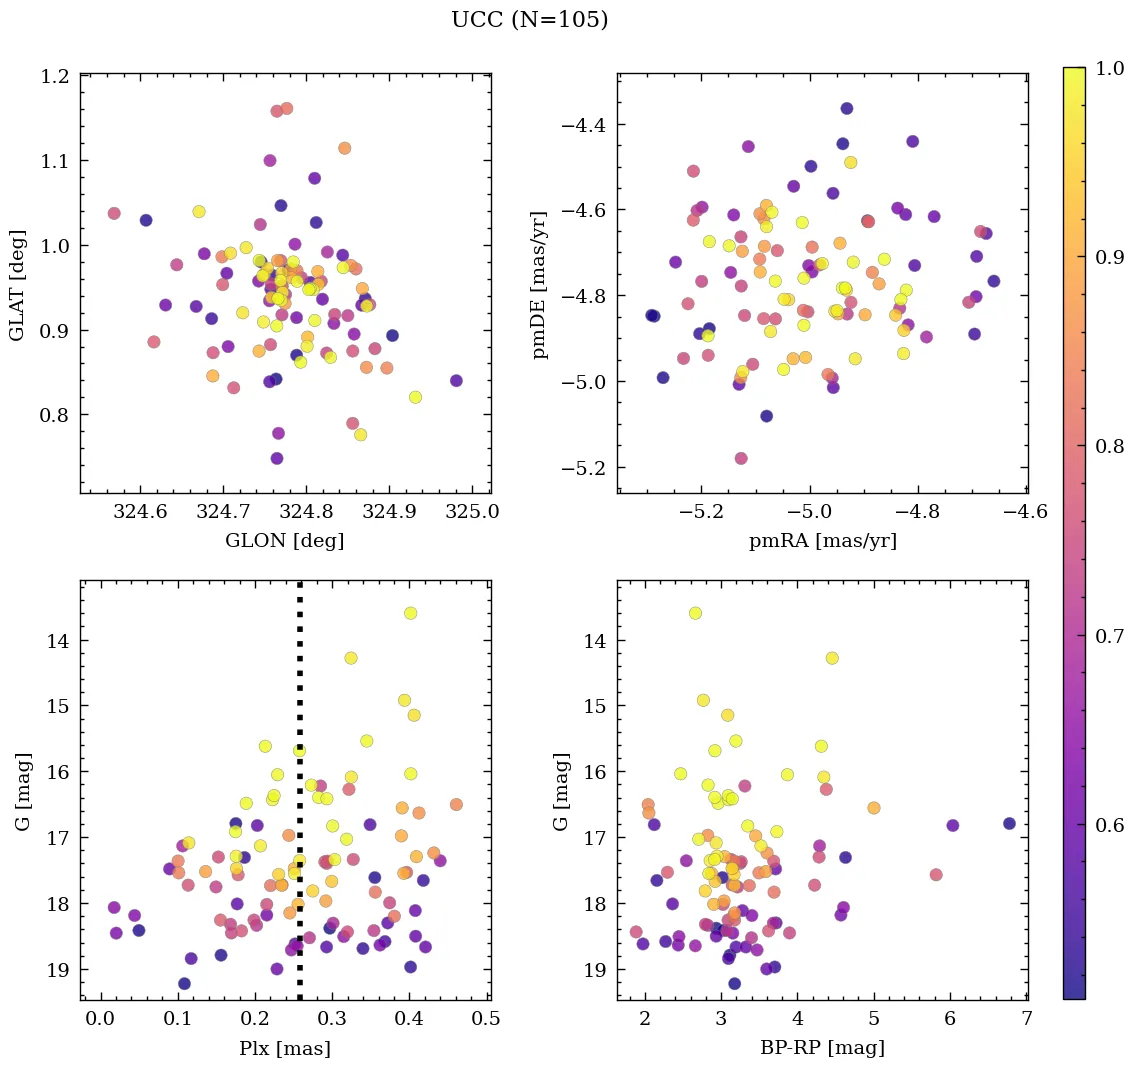 UCC (N=105)
1.2
1.1
1.0
0.9
0.8
GLAT [deg]
324.6 324.7 324.8 324.9 325.0
GLON [deg]
−4.4
−4.6
−4.8
−5.0
−5.2
pmDE [mas/yr]
−5.2 −5.0 −4.8 −4.6
pmRA [mas/yr]
14
15
16
17
18
19
G [mag]
0.0 0.1 0.2 0.3 0.4 0.5
Plx [mas]
14
15
16
17
18
19
G [mag]
2 3 4 5 6 7
BP-RP [mag]
1.0
0.9
0.8
0.7
0.6